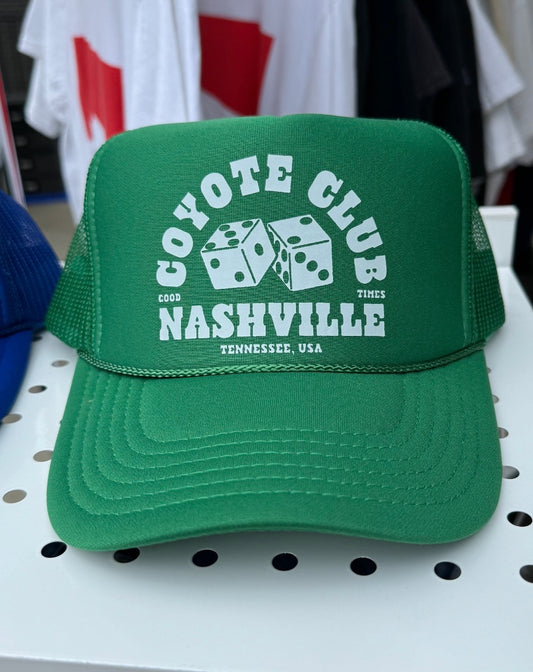 COYOTE CLUB
GOOD TIMES
NASHVILLE
TENNESSEE, USA